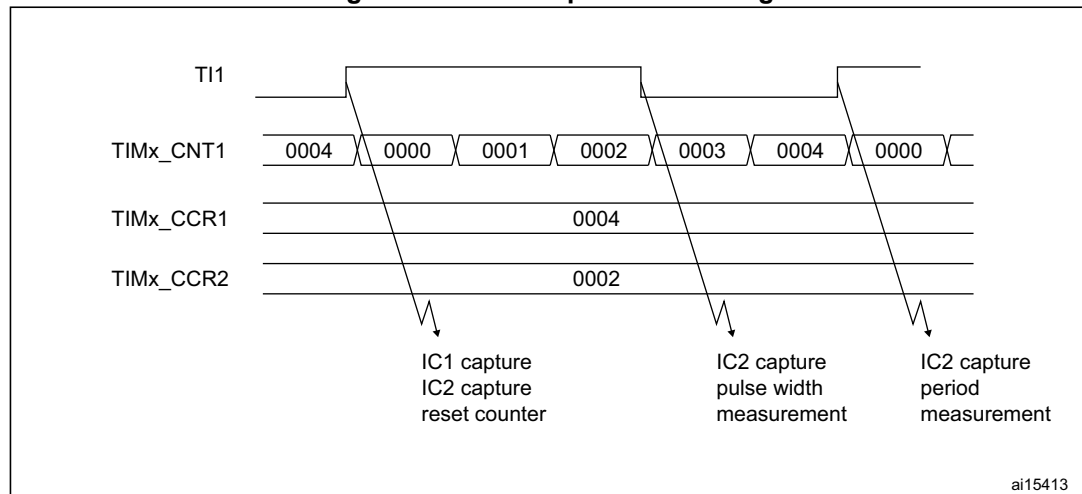 TI1
TIMx_CNT1 0004 0000 0001 0002 0003 0004 0000
TIMx_CCR1 0004
TIMx_CCR2 0002
IC1 capture
IC2 capture
reset counter
IC2 capture
pulse width
measurement
IC2 capture
period
measurement
ai15413